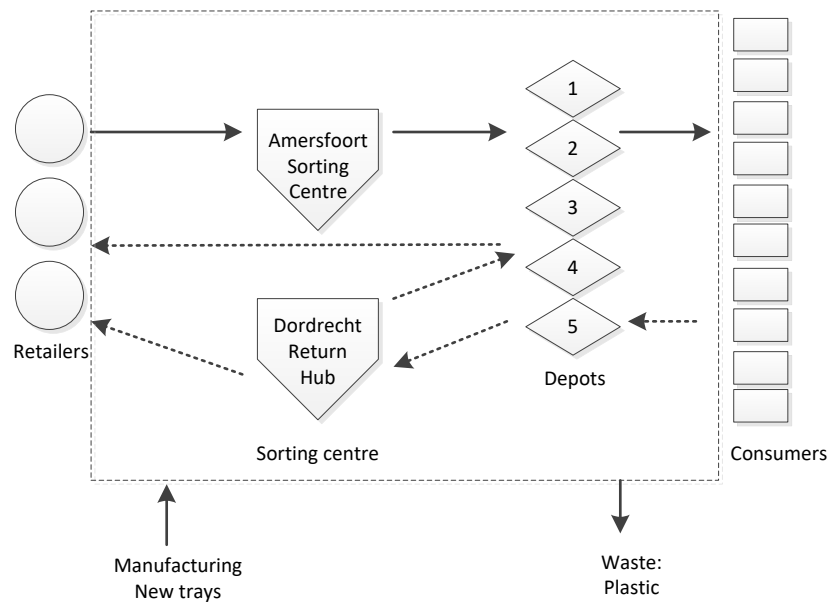 1
Amersfoort
Sorting
Centre
2
3
4
Dordrecht
Return
Hub
5
Retailers
Depots
Sorting centre
Consumers
Manufacturing
New trays
Waste:
Plastic